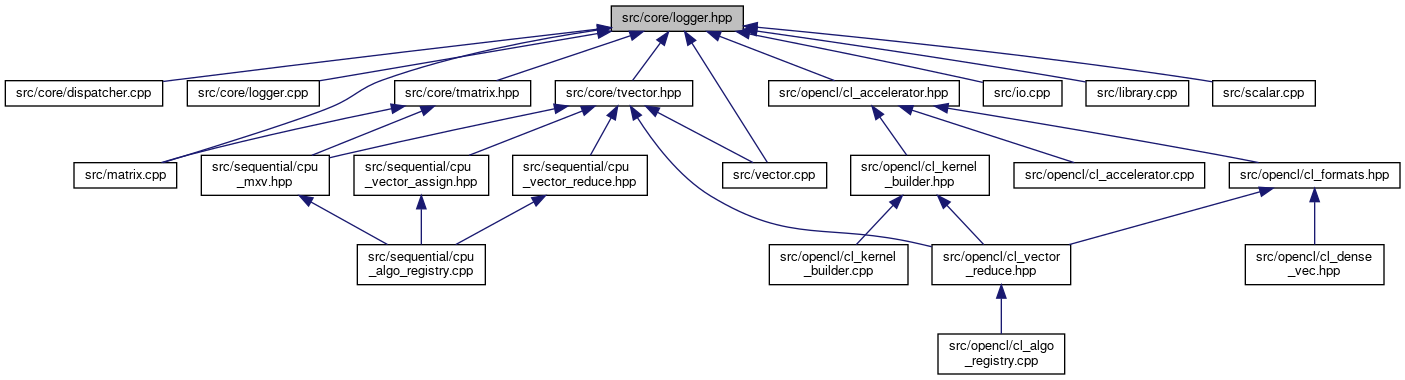 src/core/logger.hpp
src/core/dispatcher.cpp
src/core/logger.cpp
src/core/tmatrix.hpp
src/core/tvector.hpp
src/opencl/cl_accelerator.hpp
src/io.cpp
src/library.cpp
src/scalar.cpp
src/matrix.cpp
src/sequential/cpu
_mxv.hpp
src/sequential/cpu
_vector_assign.hpp
src/sequential/cpu
_vector_reduce.hpp
src/vector.cpp
src/opencl/cl_kernel
_builder.hpp
src/opencl/cl_accelerator.cpp
src/opencl/cl_formats.hpp
src/sequential/cpu
_algo_registry.cpp
src/opencl/cl_kernel
_builder.cpp
src/opencl/cl_vector
_reduce.hpp
src/opencl/cl_dense
_vec.hpp
src/opencl/cl_algo
_registry.cpp